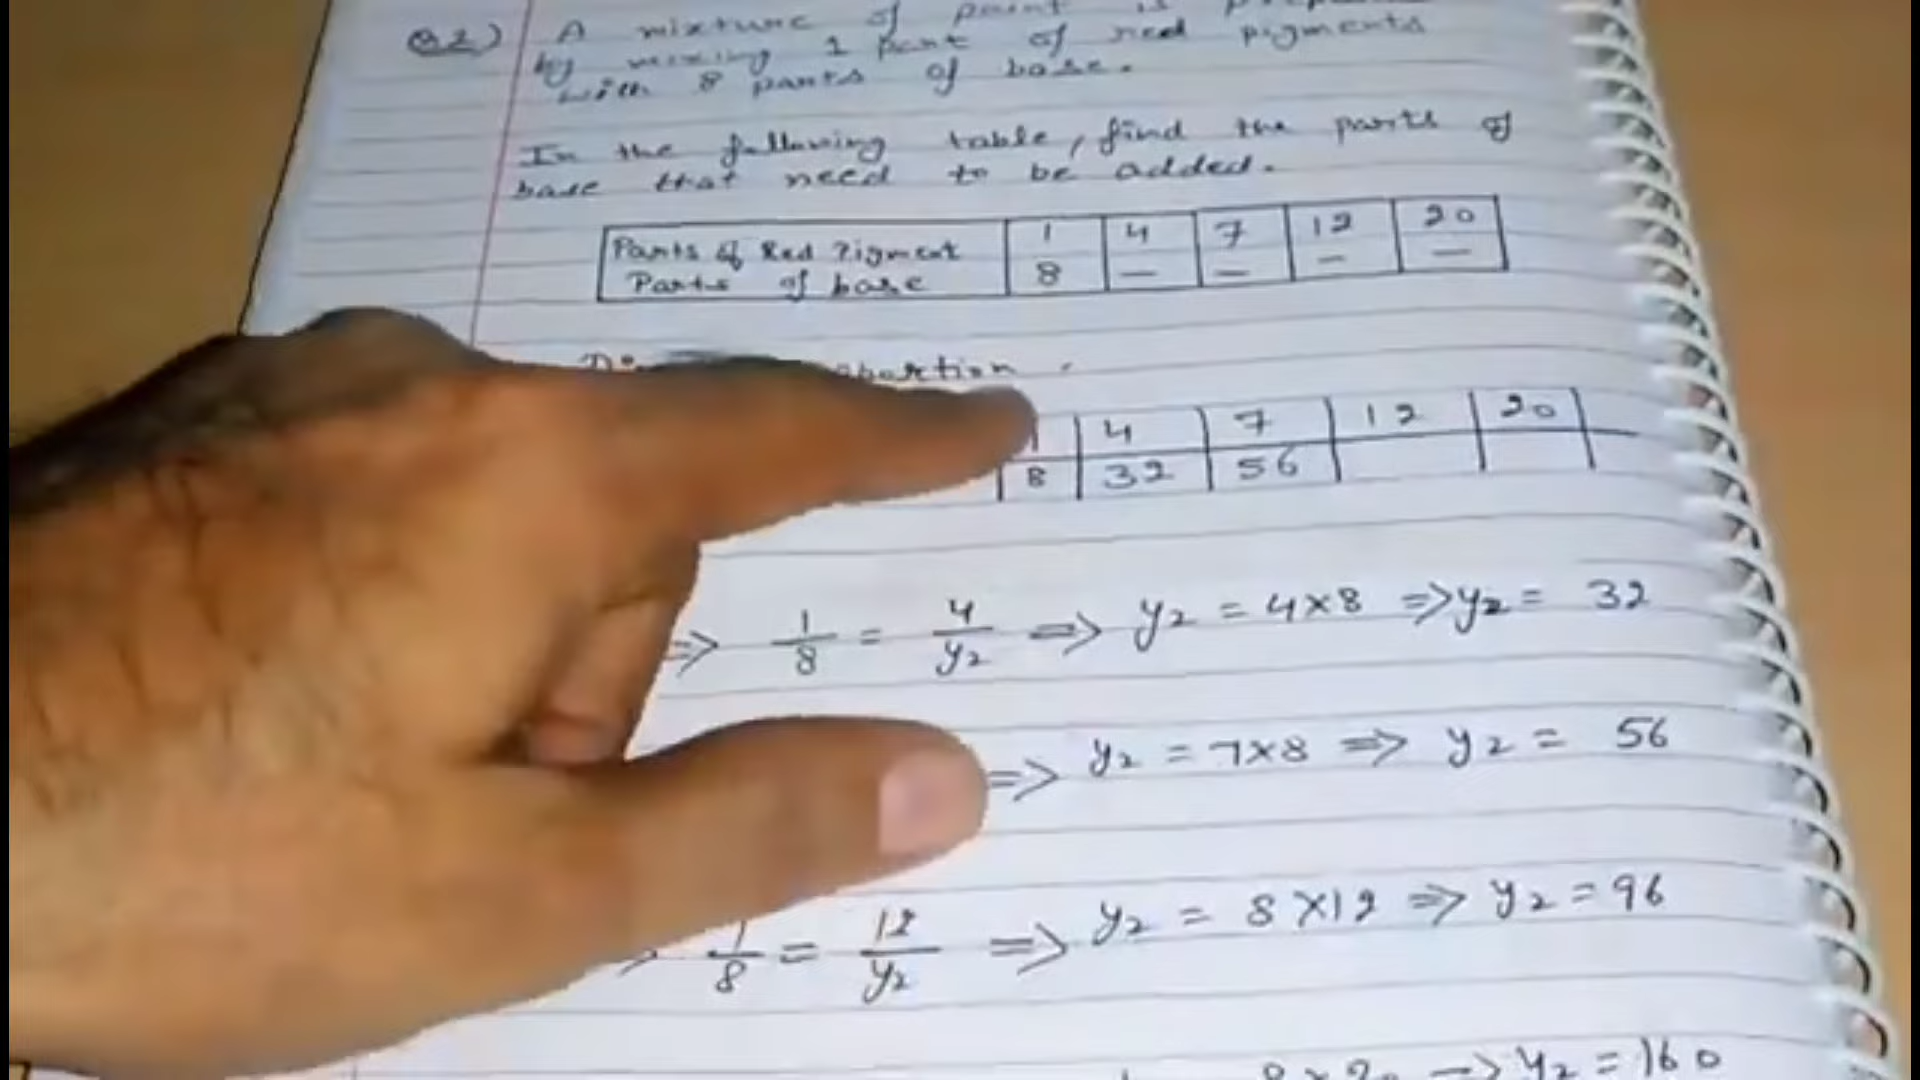 Q2) A mixture of paint is
by mixing 1 part of red pigments
with 8 parts of base.
In the following table, find the parts of
base that need to be added.
Parts of Red Pigment 1 4 7 12 20
Parts of base 8 — — — —
1 4 7 12 20
8 32 56
=> 1/8 = 4/y2 => y2 = 4×8 => y2 = 32
=> y2 = 7×8 => y2 = 56
1/8 = 12/y2 => y2 = 8×12 => y2 = 96
8×20 => y2 = 160